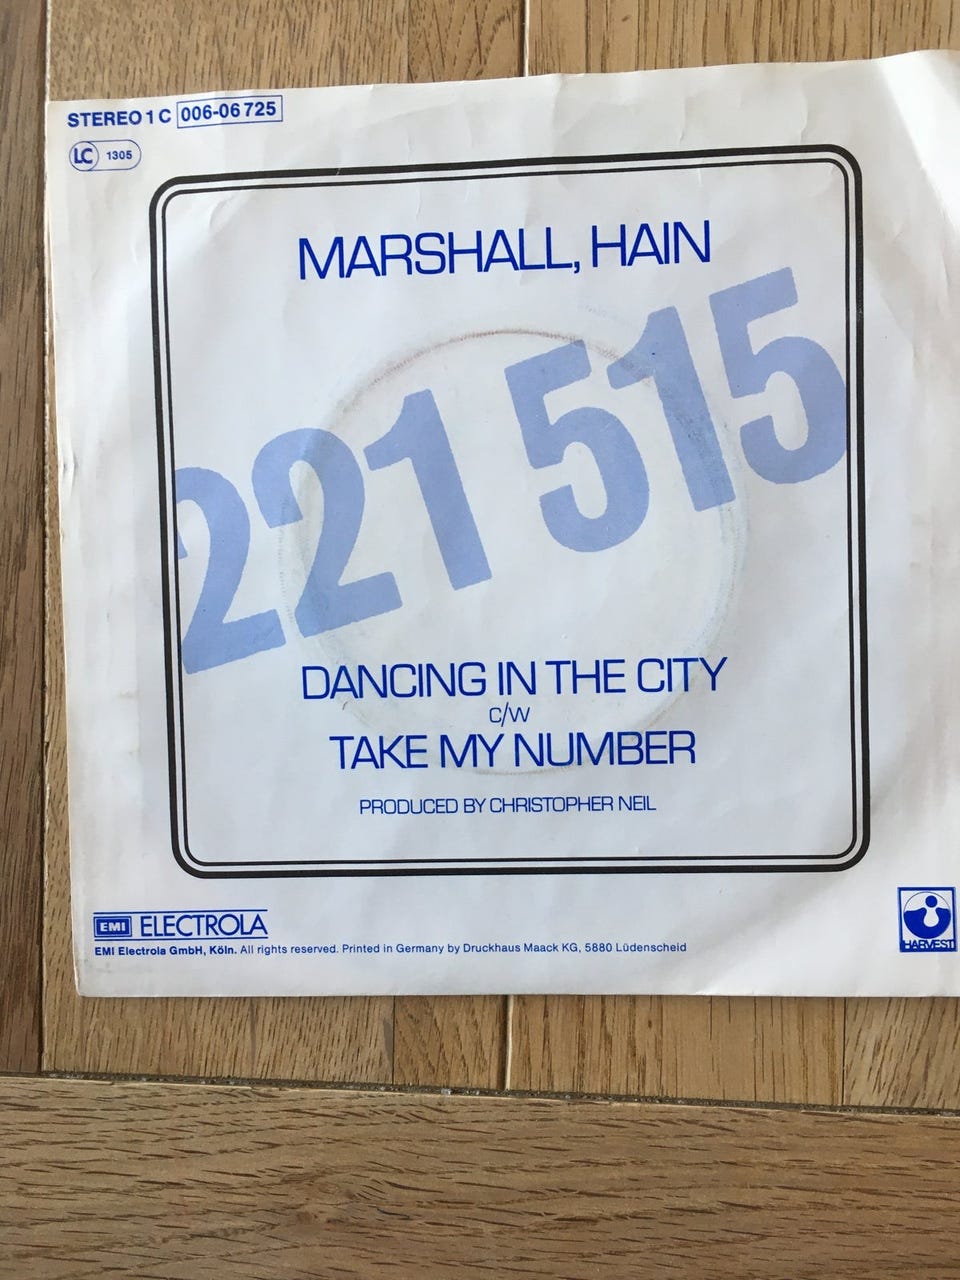 STEREO 1 C 006-06 725
LC 1305
MARSHALL, HAIN
221 515
DANCING IN THE CITY
c/w
TAKE MY NUMBER
PRODUCED BY CHRISTOPHER NEIL
EMI ELECTROLA
EMI Electrola GmbH, Köln. All rights reserved. Printed in Germany by Druckhaus Maack KG, 5880 Lüdenscheid
HARVEST